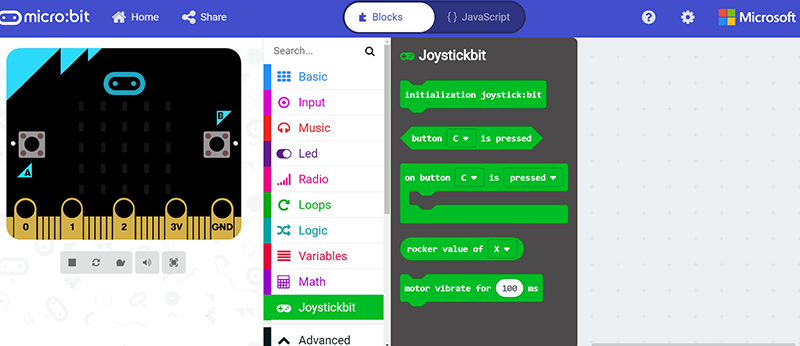 micro:bit Home Share Blocks { } JavaScript Microsoft
Search...
Basic
Input
Music
Led
Radio
Loops
Logic
Variables
Math
Joystickbit
Advanced
Joystickbit
initialization joystick:bit
button C is pressed
on button C is pressed
rocker value of X
motor vibrate for 100 ms
B
A
0 1 2 3V GND